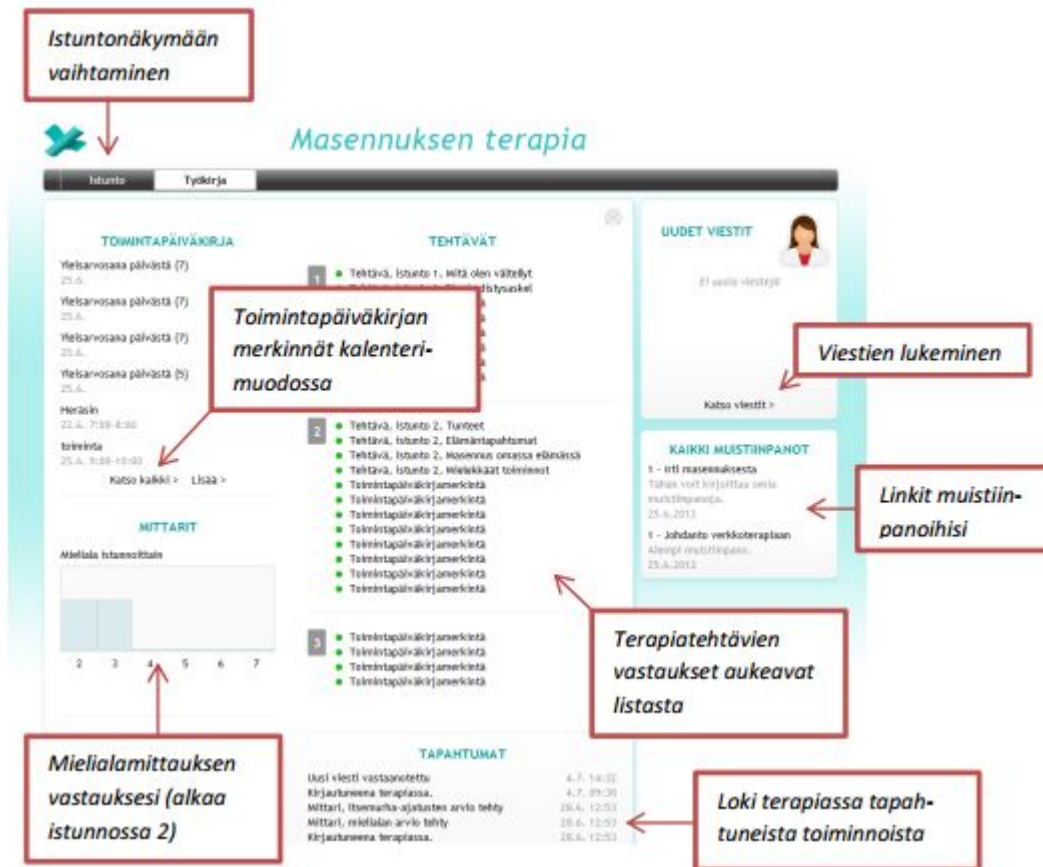 Istuntonäkymään
vaihtaminen
Masennuksen terapia
Istunto
Työkirja
TOIMINTAPÄIVÄKIRJA
Yleisarvosana päivästä (7)
25.6.
Yleisarvosana päivästä (7)
25.6.
Yleisarvosana päivästä (7)
25.6.
Yleisarvosana päivästä (5)
25.6.
Heräsin
22.6. 7:00-8:00
toiminta
25.6. 9:00-10:00
Katso kaikki > Lisää >
Toimintapäiväkirjan
merkinnät kalenteri-
muodossa
MITTARIT
Mieliala istunnoittain
2 3 4 5 6 7
Mielialamittauksen
vastauksesi (alkaa
istunnossa 2)
TEHTÄVÄT
1
Tehtävä, Istunto 1, Mitä olen vältellyt
2
Tehtävä, Istunto 2, Tunteet
Tehtävä, Istunto 2, Elämäntapahtumat
Tehtävä, Istunto 2, Masennus omassa elämässä
Tehtävä, Istunto 2, Mielekkäät toiminnot
Toimintapäiväkirjamerkintä
Toimintapäiväkirjamerkintä
Toimintapäiväkirjamerkintä
Toimintapäiväkirjamerkintä
Toimintapäiväkirjamerkintä
Toimintapäiväkirjamerkintä
Toimintapäiväkirjamerkintä
Toimintapäiväkirjamerkintä
3
Toimintapäiväkirjamerkintä
Toimintapäiväkirjamerkintä
Toimintapäiväkirjamerkintä
Toimintapäiväkirjamerkintä
Terapiatehtävien
vastaukset aukeavat
listasta
TAPAHTUMAT
Uusi viesti vastaanotettu 4.7. 14:32
Kirjautuneena terapiassa. 4.7. 09:30
Mittari, itsemurha-ajatusten arvio tehty 28.6. 12:53
Mittari, mielialan arvio tehty 28.6. 12:53
Kirjautuneena terapiassa. 28.6. 12:53
Loki terapiassa tapah-
tuneista toiminnoista
UUDET VIESTIT
Ei uusia viestejä
Katso viestit >
Viestien lukeminen
KAIKKI MUISTIINPANOT
1 - Irti masennuksesta
Tähän voit kirjoittaa omia
muistiinpanoja.
25.6.2012
1 - Johdanto verkkoterapiaan
Aiempi muistiinpano.
25.6.2012
Linkit muistiin-
panoihisi